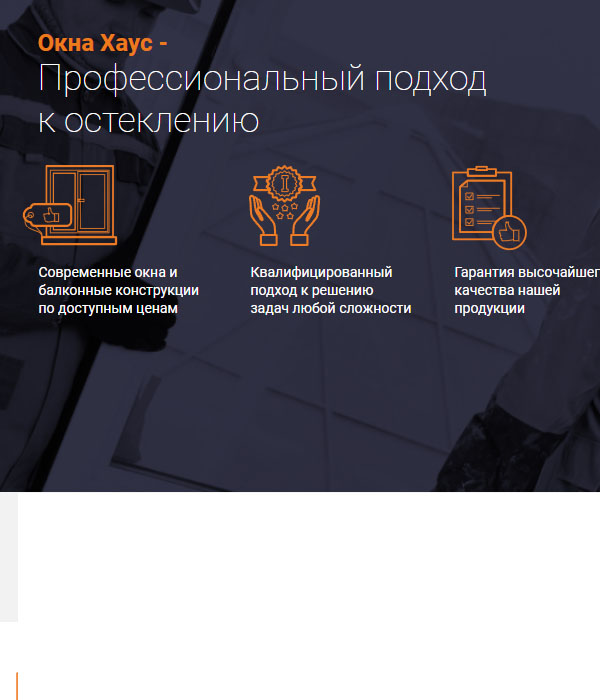 Окна Хаус -
Профессиональный подход
к остеклению
Современные окна и
балконные конструкции
по доступным ценам
Квалифицированный
подход к решению
задач любой сложности
Гарантия высочайшег
качества нашей
продукции